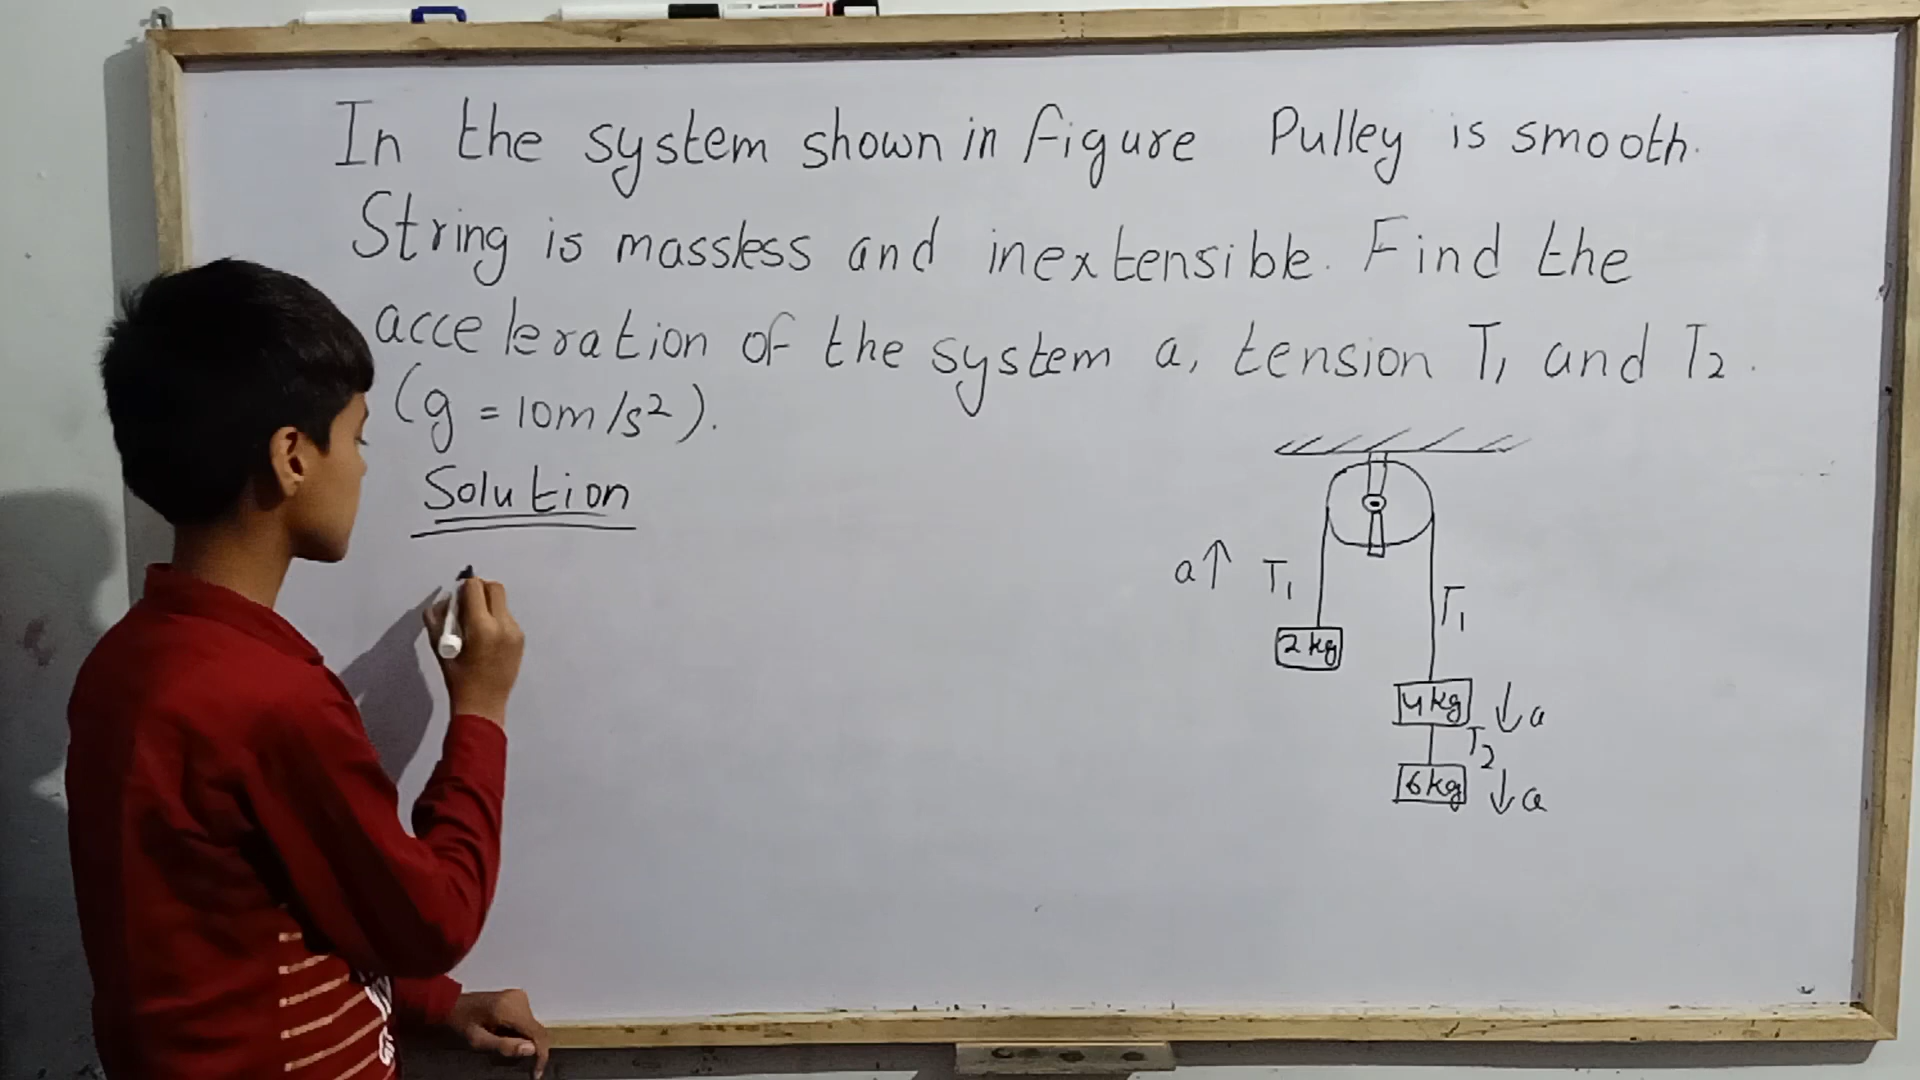 In the system shown in figure Pulley is smooth.
String is massless and inextensible. Find the
acceleration of the system a, tension T1 and T2.
(g = 10m/s²).
Solution
a↑ T1
T1
2 kg
4 kg ↓a
T2
6 kg ↓a